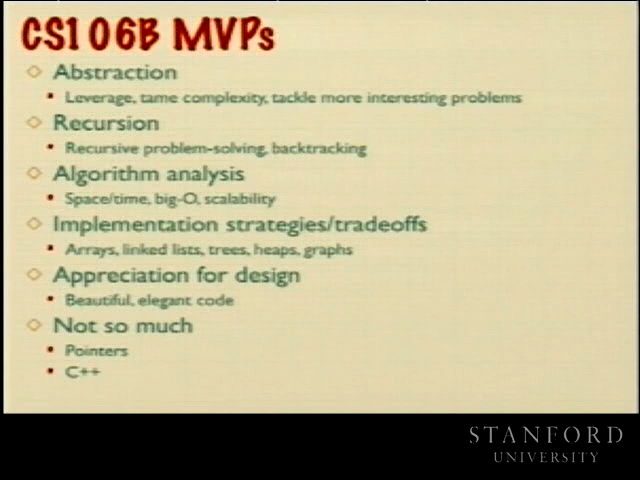 CS106B MVPs
Abstraction
Leverage, tame complexity, tackle more interesting problems
Recursion
Recursive problem-solving, backtracking
Algorithm analysis
Space/time, big-O, scalability
Implementation strategies/tradeoffs
Arrays, linked lists, trees, heaps, graphs
Appreciation for design
Beautiful, elegant code
Not so much
Pointers
C++
STANFORD
UNIVERSITY